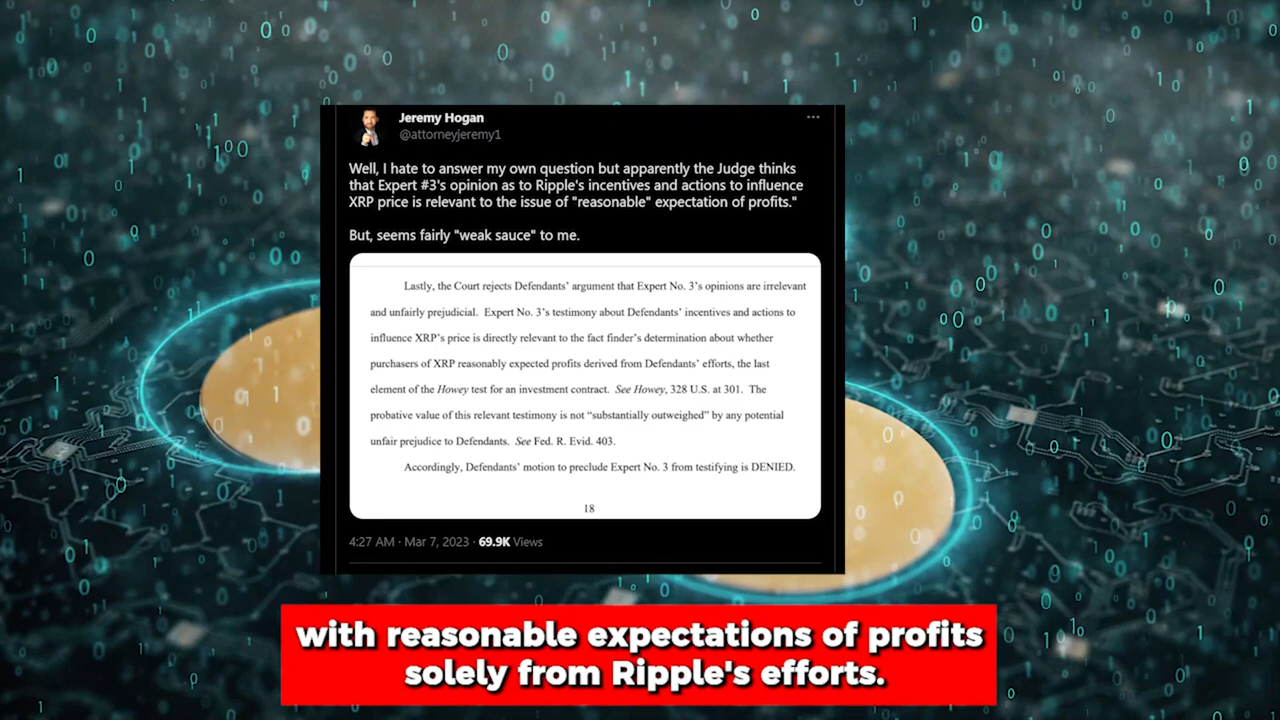 Jeremy Hogan
@attorneyjeremy1
Well, I hate to answer my own question but apparently the Judge thinks
that Expert #3's opinion as to Ripple's incentives and actions to influence
XRP price is relevant to the issue of "reasonable" expectation of profits."
But, seems fairly "weak sauce" to me.
Lastly, the Court rejects Defendants' argument that Expert No. 3's opinions are irrelevant
and unfairly prejudicial. Expert No. 3's testimony about Defendants' incentives and actions to
influence XRP's price is directly relevant to the fact finder's determination about whether
purchasers of XRP reasonably expected profits derived from Defendants' efforts, the last
element of the Howey test for an investment contract. See Howey, 328 U.S. at 301. The
probative value of this relevant testimony is not “substantially outweighed” by any potential
unfair prejudice to Defendants. See Fed. R. Evid. 403.
Accordingly, Defendants' motion to preclude Expert No. 3 from testifying is DENIED.
18
4:27 AM · Mar 7, 2023 · 69.9K Views
with reasonable expectations of profits
solely from Ripple's efforts.